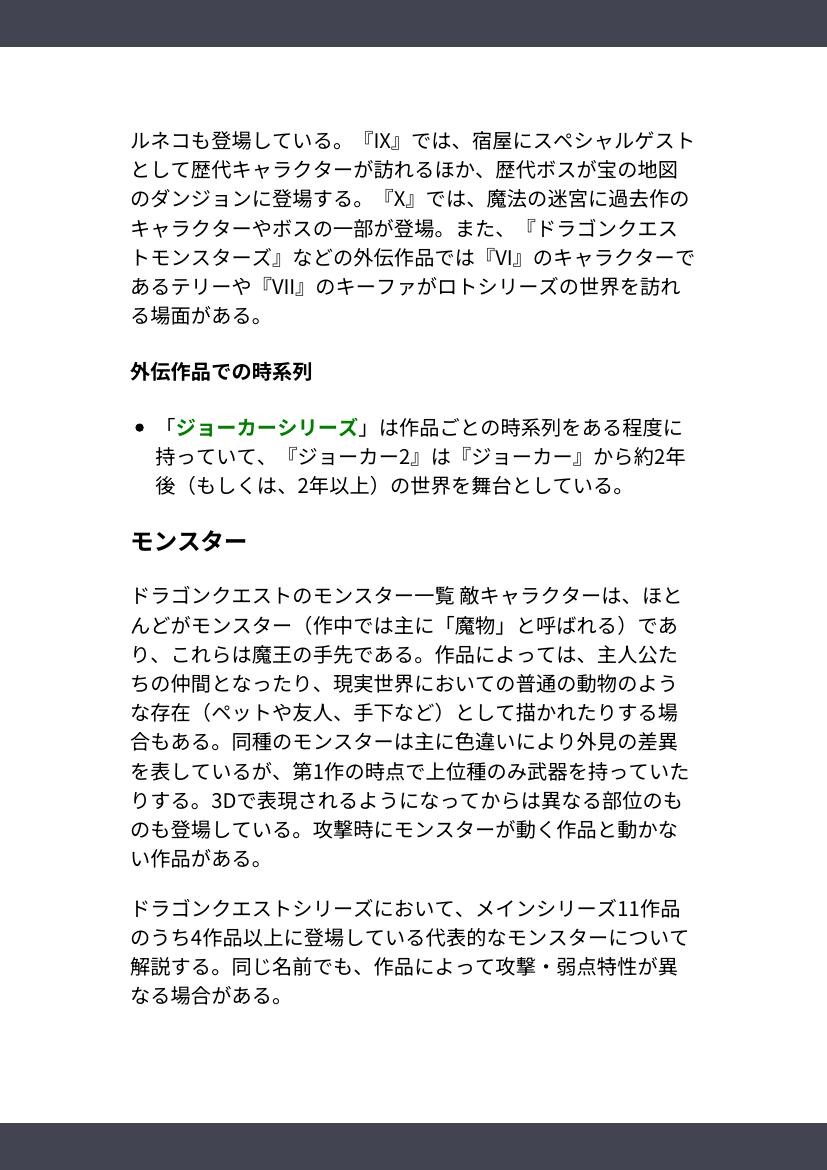 ルネコも登場している。『IX』では、宿屋にスペシャルゲスト
として歴代キャラクターが訪れるほか、歴代ボスが宝の地図
のダンジョンに登場する。『X』では、魔法の迷宮に過去作の
キャラクターやボスの一部が登場。また、『ドラゴンクエス
トモンスターズ』などの外伝作品では『VI』のキャラクターで
あるテリーや『VII』のキーファがロトシリーズの世界を訪れ
る場面がある。
外伝作品での時系列
• 「ジョーカーシリーズ」は作品ごとの時系列をある程度に
持っていて、『ジョーカー2』は『ジョーカー』から約2年
後（もしくは、2年以上）の世界を舞台としている。
モンスター
ドラゴンクエストのモンスター一覧 敵キャラクターは、ほと
んどがモンスター（作中では主に「魔物」と呼ばれる）であ
り、これらは魔王の手先である。作品によっては、主人公た
ちの仲間となったり、現実世界においての普通の動物のよう
な存在（ペットや友人、手下など）として描かれたりする場
合もある。同種のモンスターは主に色違いにより外見の差異
を表しているが、第1作の時点で上位種のみ武器を持っていた
りする。3Dで表現されるようになってからは異なる部位のも
のも登場している。攻撃時にモンスターが動く作品と動かな
い作品がある。
ドラゴンクエストシリーズにおいて、メインシリーズ11作品
のうち4作品以上に登場している代表的なモンスターについて
解説する。同じ名前でも、作品によって攻撃・弱点特性が異
なる場合がある。